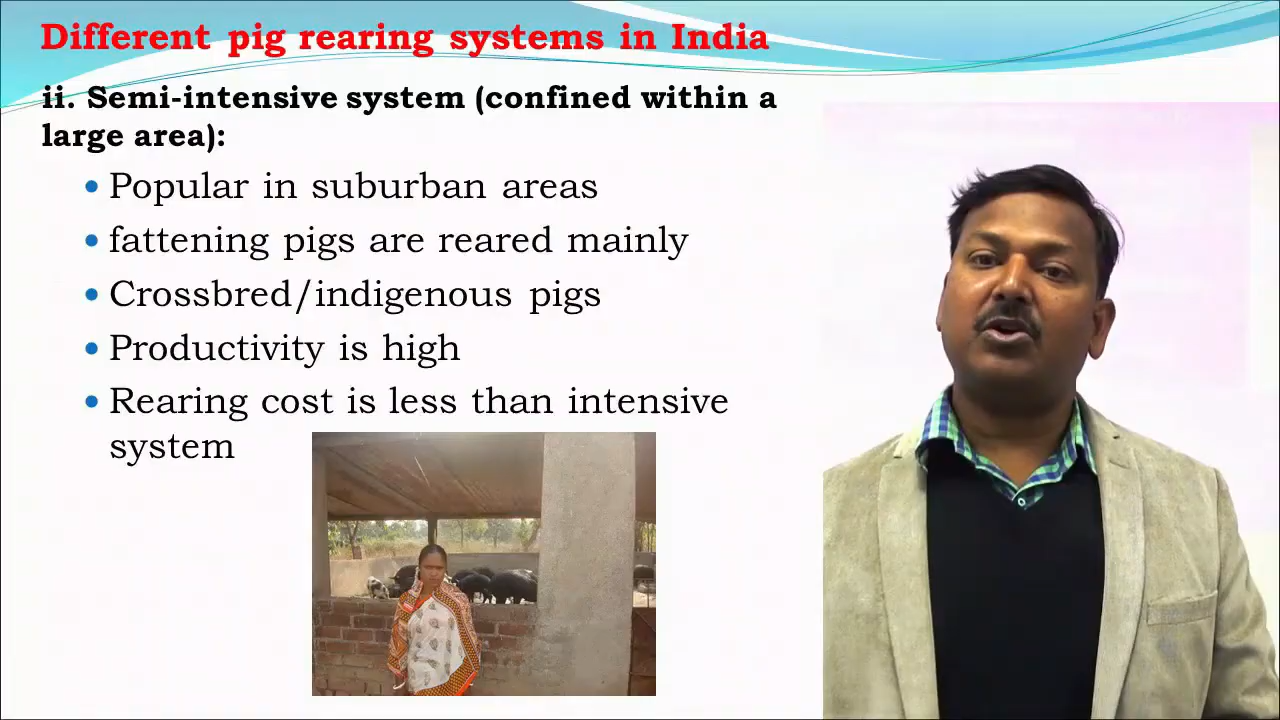 Different pig rearing systems in India
ii. Semi-intensive system (confined within a
large area):
• Popular in suburban areas
• fattening pigs are reared mainly
• Crossbred/indigenous pigs
• Productivity is high
• Rearing cost is less than intensive
system